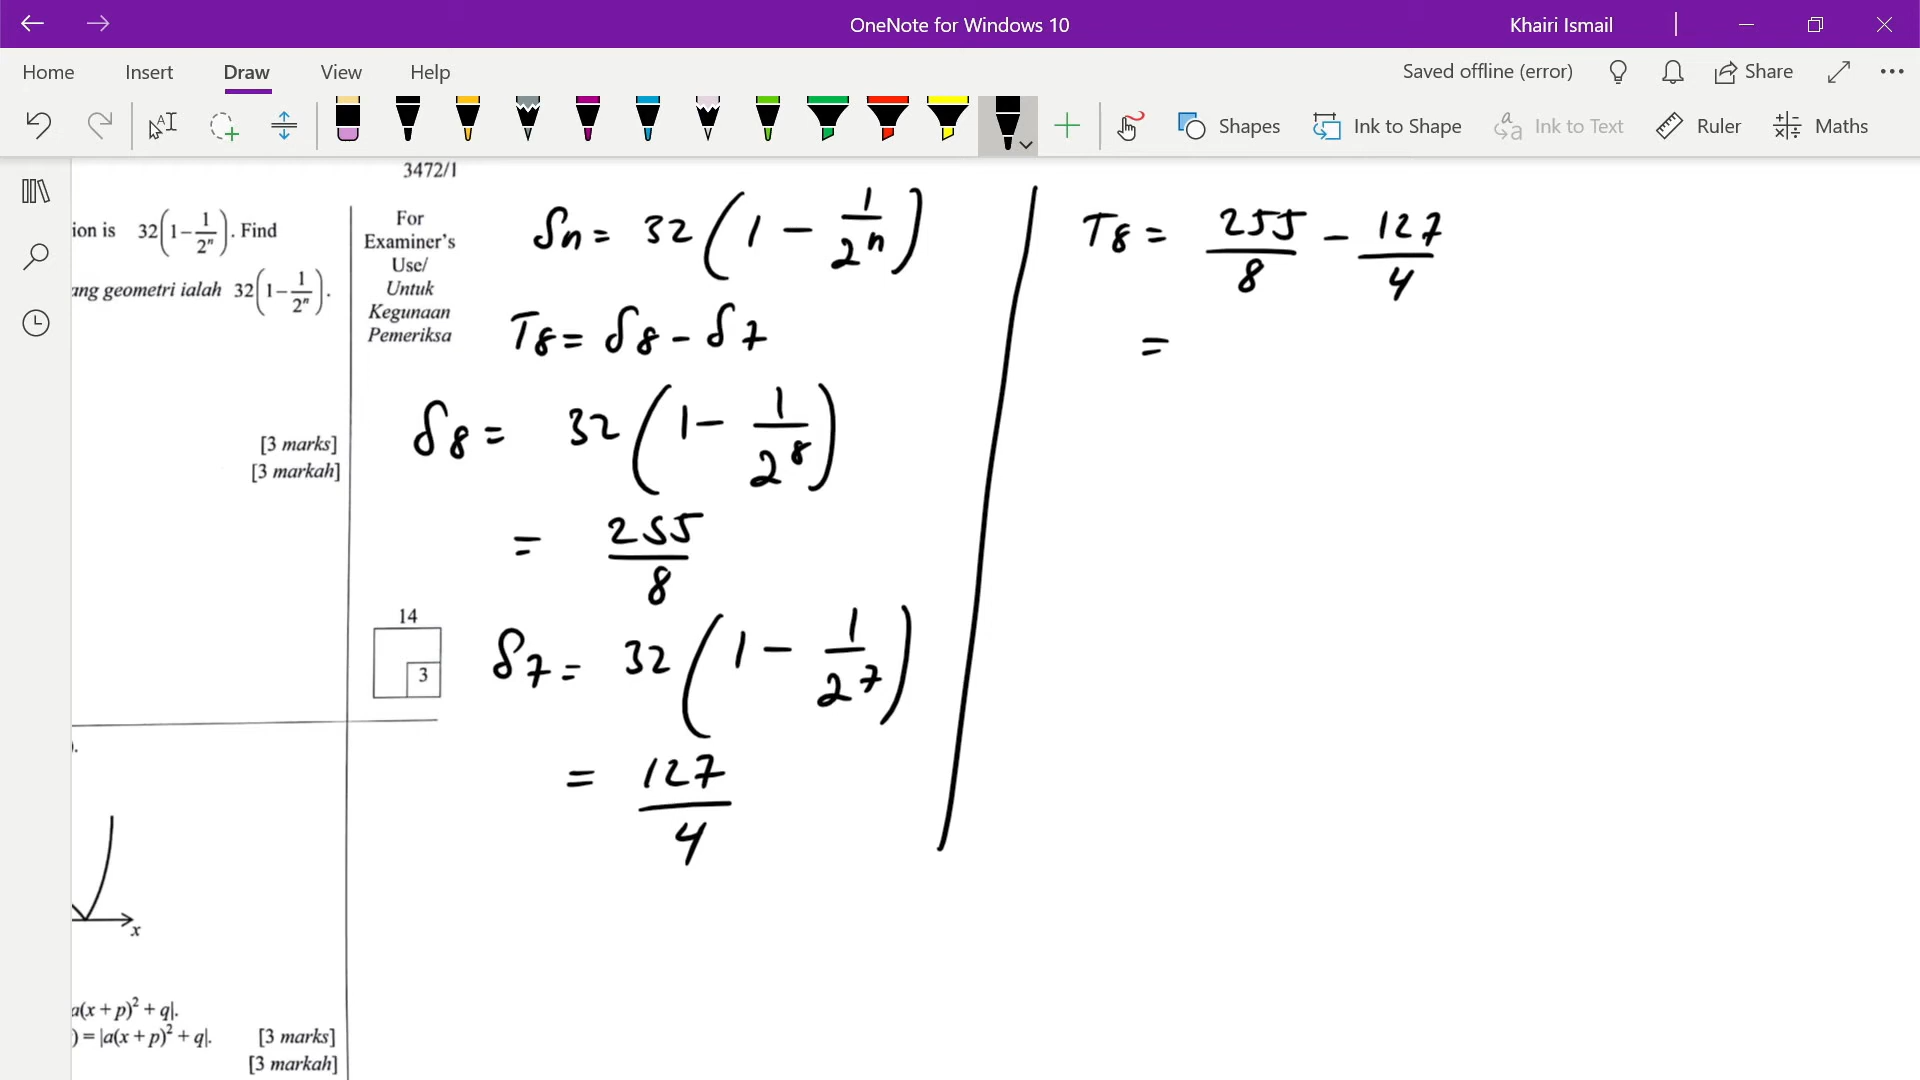 OneNote for Windows 10
Khairi Ismail
Home Insert Draw View Help
Saved offline (error) Share
Shapes Ink to Shape Ink to Text Ruler Maths
3472/1
ion is 32(1 - 1/2ⁿ). Find
ang geometri ialah 32(1 - 1/2ⁿ).
[3 marks]
[3 markah]
For
Examiner's
Use/
Untuk
Kegunaan
Pemeriksa
14
3
).
x
a(x + p)² + q|.
) = |a(x + p)² + q|.
[3 marks]
[3 markah]
Sn = 32(1 - 1/2ⁿ)
T8 = S8 - S7
S8 = 32(1 - 1/2⁸)
= 255/8
S7 = 32(1 - 1/2⁷)
= 127/4
T8 = 255/8 - 127/4
=